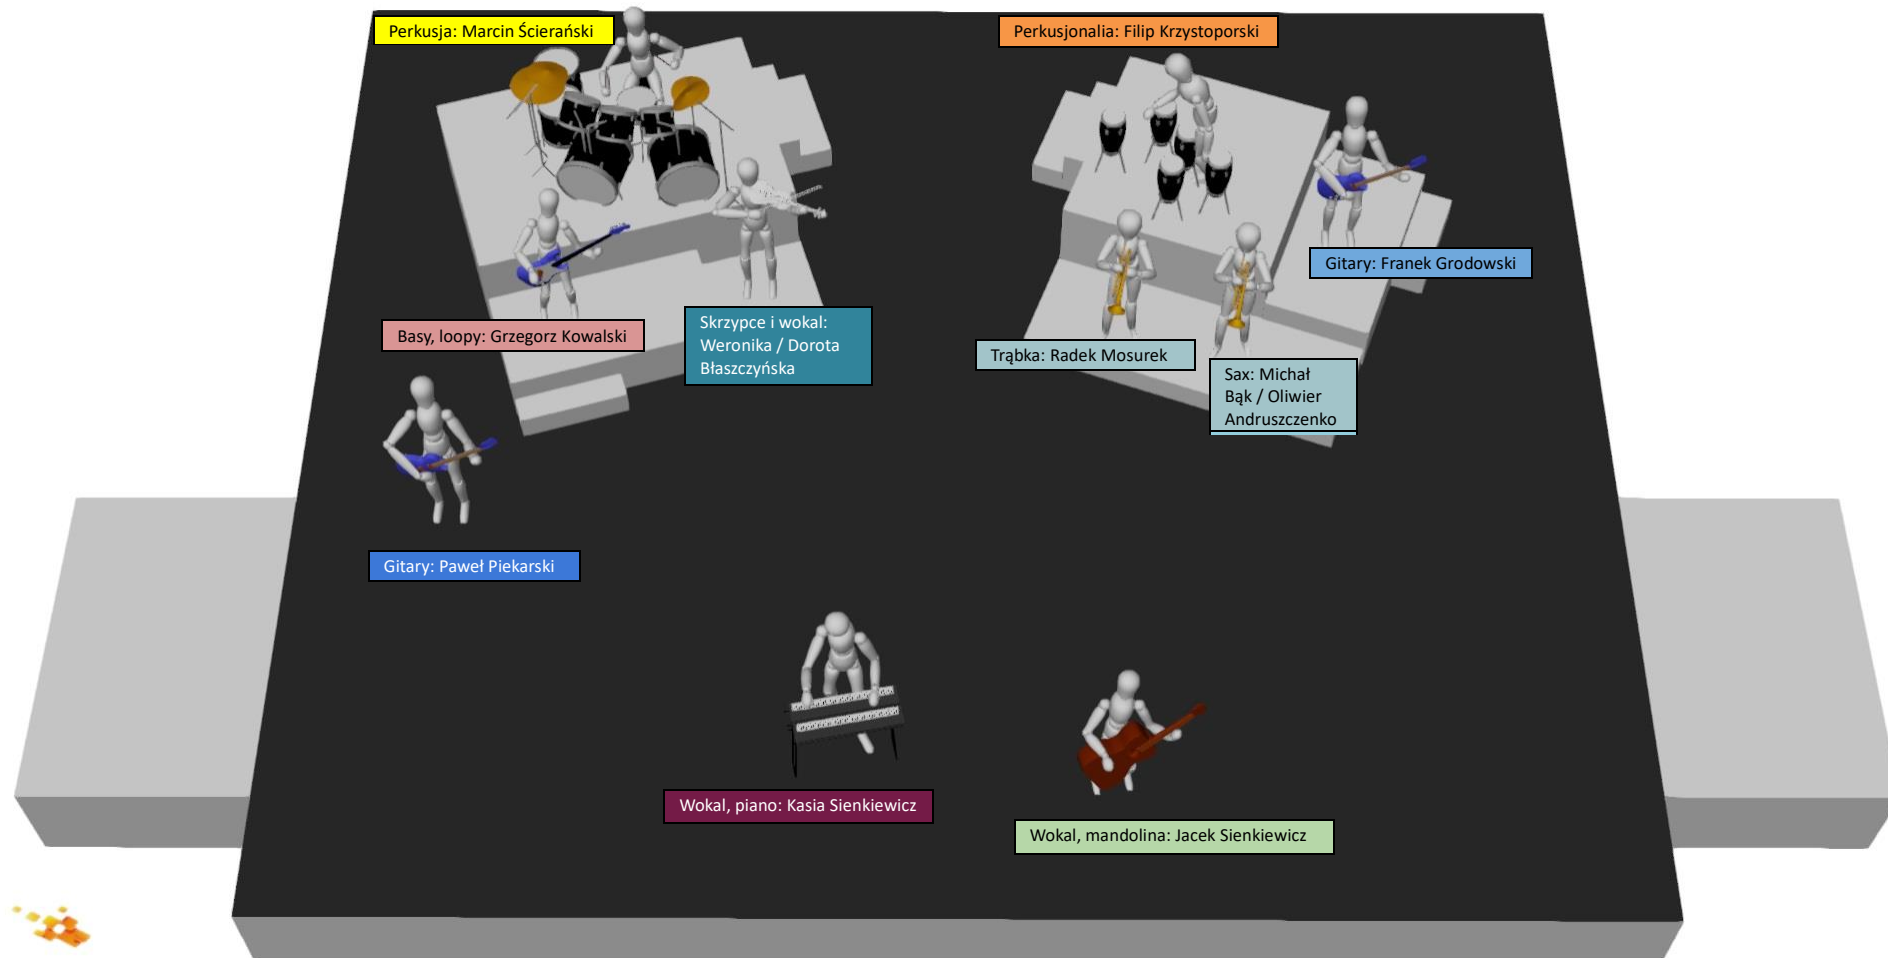 Perkusja: Marcin Ścierański
Perkusjonalia: Filip Krzystoporski
Gitary: Franek Grodowski
Basy, loopy: Grzegorz Kowalski
Skrzypce i wokal:
Weronika / Dorota
Błaszczyńska
Trąbka: Radek Mosurek
Sax: Michał
Bąk / Oliwier
Andruszczenko
Gitary: Paweł Piekarski
Wokal, piano: Kasia Sienkiewicz
Wokal, mandolina: Jacek Sienkiewicz